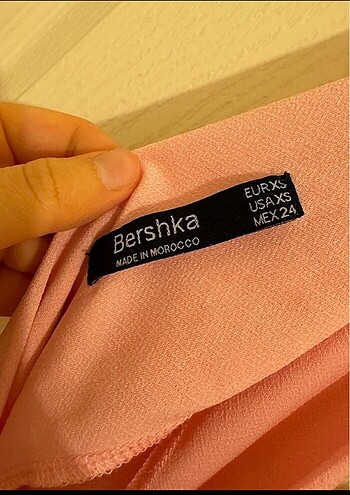 Bershka
MADE IN MOROCCO
EUR XS
USA XS
MEX 24